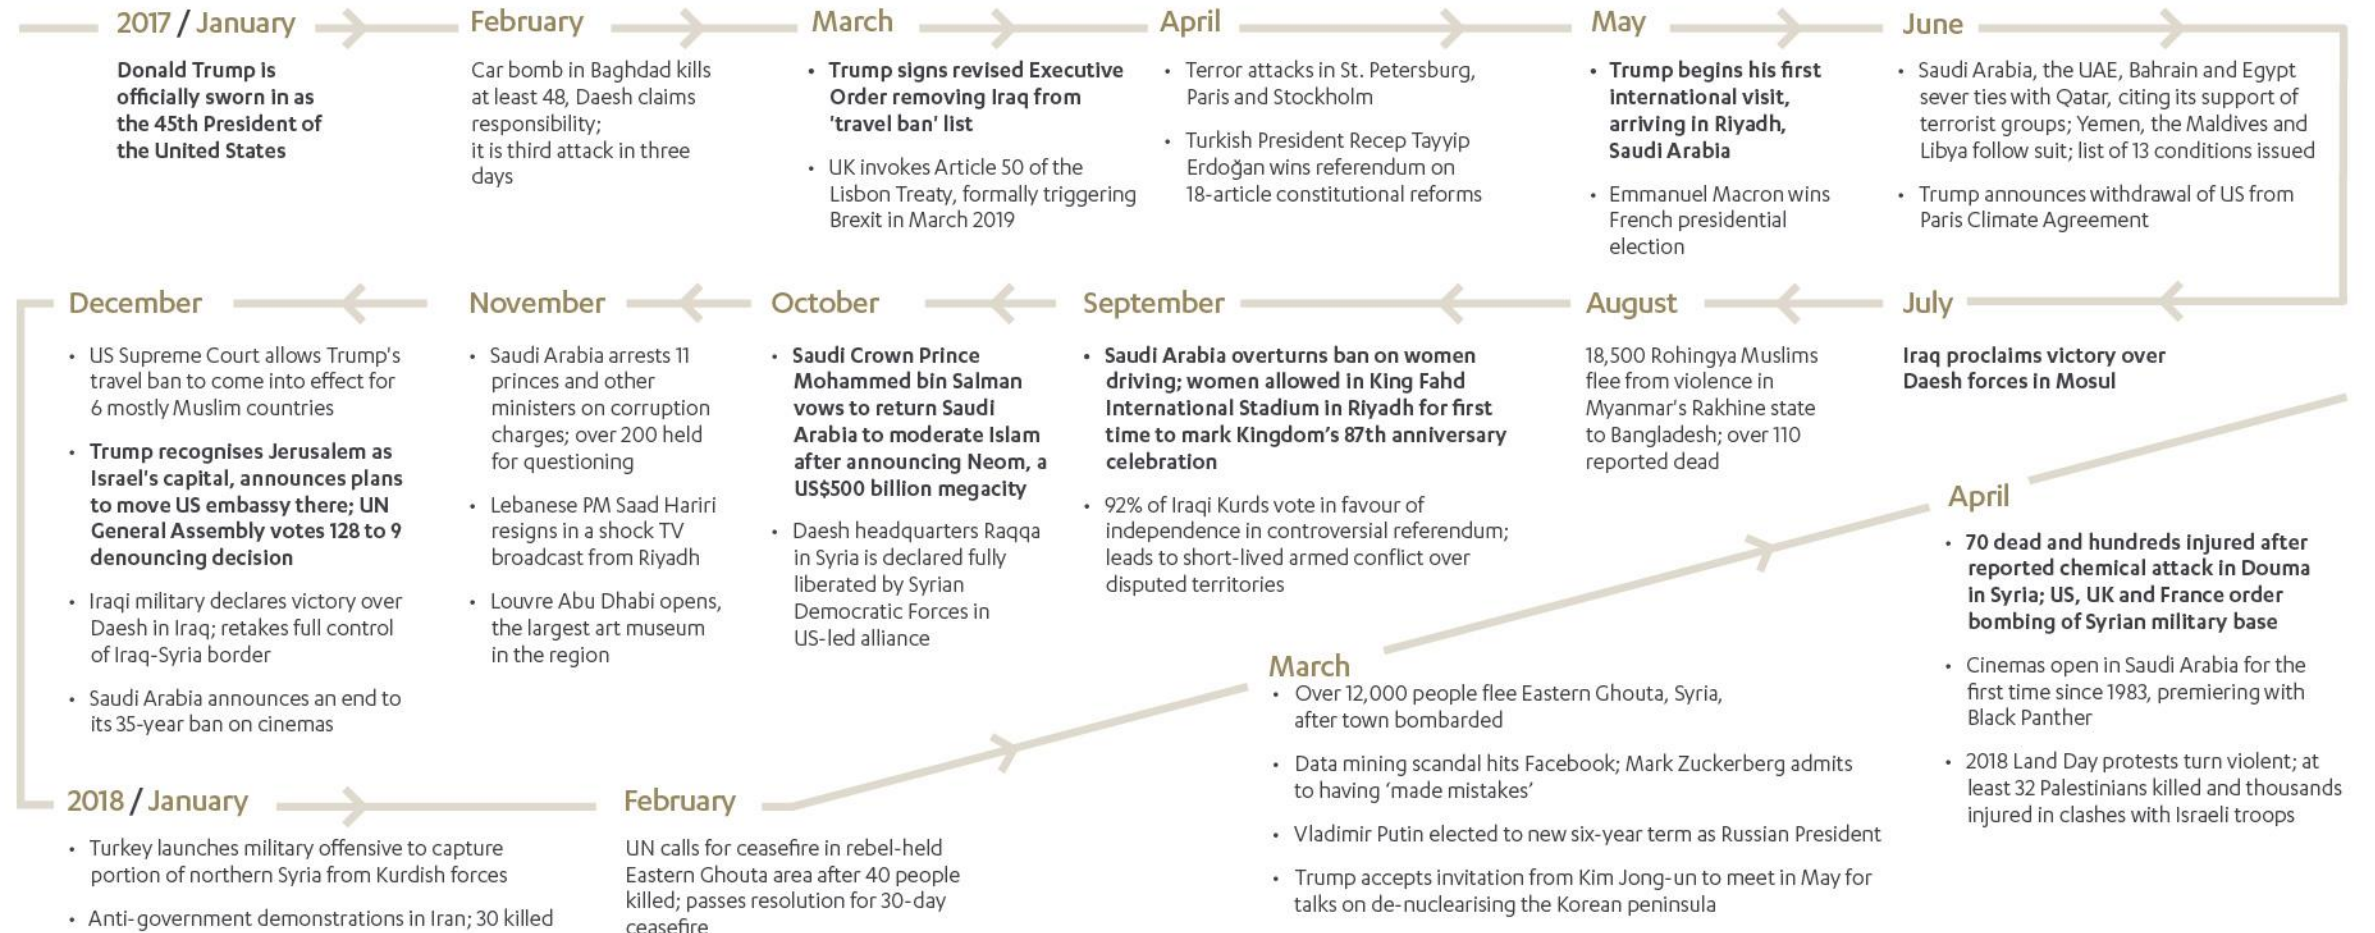 2017 / January
Donald Trump is
officially sworn in as
the 45th President of
the United States
February
Car bomb in Baghdad kills
at least 48, Daesh claims
responsibility;
it is third attack in three
days
March
• Trump signs revised Executive
Order removing Iraq from
'travel ban' list
• UK invokes Article 50 of the
Lisbon Treaty, formally triggering
Brexit in March 2019
April
• Terror attacks in St. Petersburg,
Paris and Stockholm
• Turkish President Recep Tayyip
Erdoğan wins referendum on
18-article constitutional reforms
May
• Trump begins his first
international visit,
arriving in Riyadh,
Saudi Arabia
• Emmanuel Macron wins
French presidential
election
June
• Saudi Arabia, the UAE, Bahrain and Egypt
sever ties with Qatar, citing its support of
terrorist groups; Yemen, the Maldives and
Libya follow suit; list of 13 conditions issued
• Trump announces withdrawal of US from
Paris Climate Agreement
July
Iraq proclaims victory over
Daesh forces in Mosul
August
18,500 Rohingya Muslims
flee from violence in
Myanmar's Rakhine state
to Bangladesh; over 110
reported dead
September
• Saudi Arabia overturns ban on women
driving; women allowed in King Fahd
International Stadium in Riyadh for first
time to mark Kingdom's 87th anniversary
celebration
• 92% of Iraqi Kurds vote in favour of
independence in controversial referendum;
leads to short-lived armed conflict over
disputed territories
October
• Saudi Crown Prince
Mohammed bin Salman
vows to return Saudi
Arabia to moderate Islam
after announcing Neom, a
US$500 billion megacity
• Daesh headquarters Raqqa
in Syria is declared fully
liberated by Syrian
Democratic Forces in
US-led alliance
November
• Saudi Arabia arrests 11
princes and other
ministers on corruption
charges; over 200 held
for questioning
• Lebanese PM Saad Hariri
resigns in a shock TV
broadcast from Riyadh
• Louvre Abu Dhabi opens,
the largest art museum
in the region
December
• US Supreme Court allows Trump's
travel ban to come into effect for
6 mostly Muslim countries
• Trump recognises Jerusalem as
Israel's capital, announces plans
to move US embassy there; UN
General Assembly votes 128 to 9
denouncing decision
• Iraqi military declares victory over
Daesh in Iraq; retakes full control
of Iraq-Syria border
• Saudi Arabia announces an end to
its 35-year ban on cinemas
2018 / January
• Turkey launches military offensive to capture
portion of northern Syria from Kurdish forces
• Anti-government demonstrations in Iran; 30 killed
February
UN calls for ceasefire in rebel-held
Eastern Ghouta area after 40 people
killed; passes resolution for 30-day
ceasefire
March
• Over 12,000 people flee Eastern Ghouta, Syria,
after town bombarded
• Data mining scandal hits Facebook; Mark Zuckerberg admits
to having 'made mistakes'
• Vladimir Putin elected to new six-year term as Russian President
• Trump accepts invitation from Kim Jong-un to meet in May for
talks on de-nuclearising the Korean peninsula
April
• 70 dead and hundreds injured after
reported chemical attack in Douma
in Syria; US, UK and France order
bombing of Syrian military base
• Cinemas open in Saudi Arabia for the
first time since 1983, premiering with
Black Panther
• 2018 Land Day protests turn violent; at
least 32 Palestinians killed and thousands
injured in clashes with Israeli troops